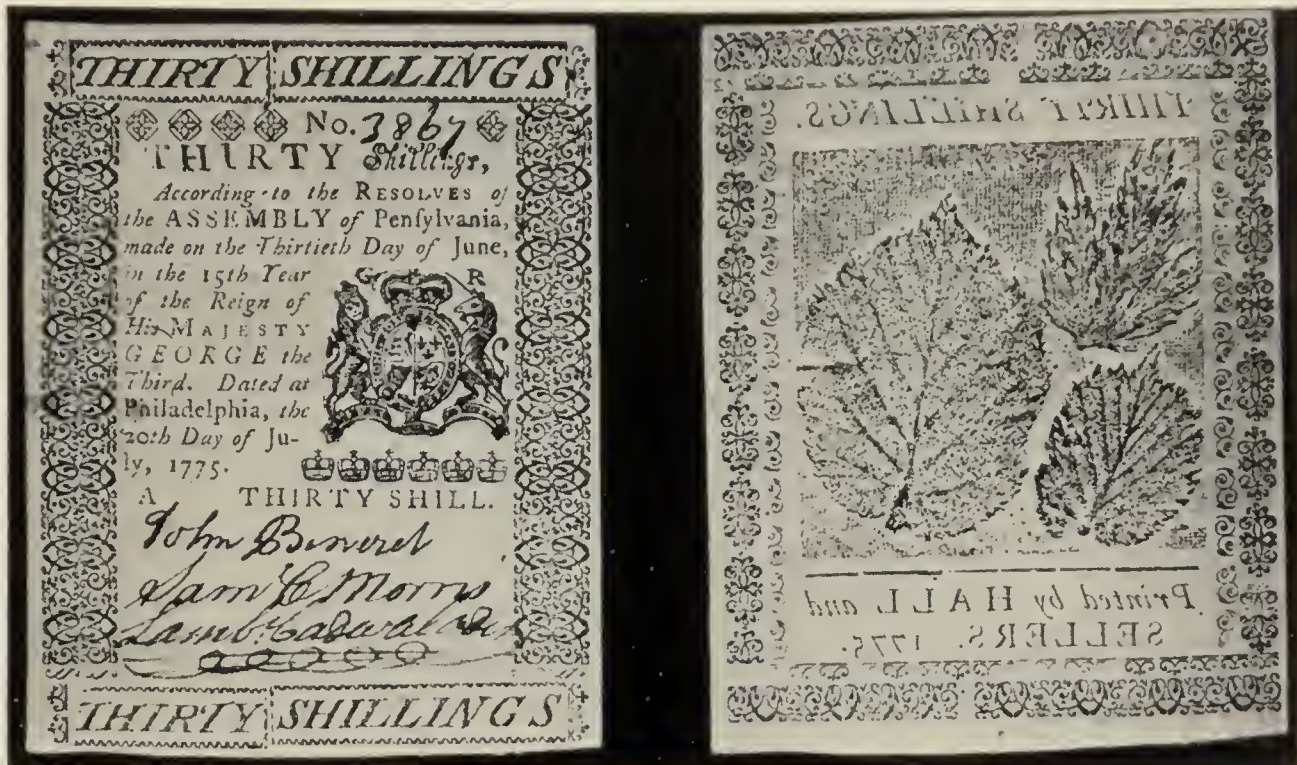 THIRTY SHILLINGS
No. 3867
THIRTY Shillings,
According to the RESOLVES of
the ASSEMBLY of Penſylvania,
made on the Thirtieth Day of June,
in the 15th Year
of the Reign of
His MAJESTY
GEORGE the
Third. Dated at
Philadelphia, the
20th Day of Ju-
ly, 1775.
G R
A THIRTY SHILL.
John
Sam C Morris
Lamb Cadwalader
THIRTY SHILLINGS
THIRTY SHILLINGS.
Printed by HALL and
SELLERS. 1775.